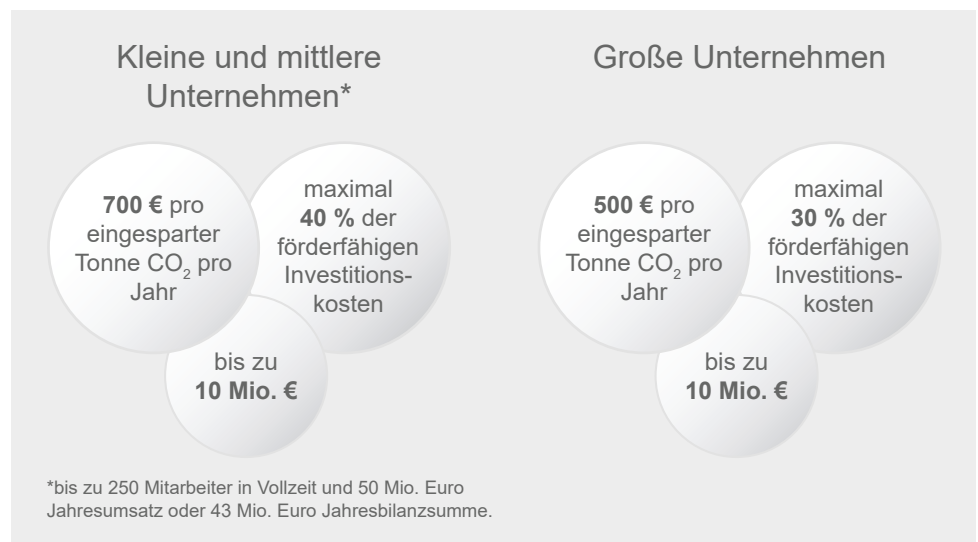 Kleine und mittlere
Unternehmen*
700 € pro
eingesparter
Tonne CO₂ pro
Jahr
maximal
40 % der
förderfähigen
Investitions-
kosten
bis zu
10 Mio. €
Große Unternehmen
500 € pro
eingesparter
Tonne CO₂ pro
Jahr
maximal
30 % der
förderfähigen
Investitions-
kosten
bis zu
10 Mio. €
*bis zu 250 Mitarbeiter in Vollzeit und 50 Mio. Euro
Jahresumsatz oder 43 Mio. Euro Jahresbilanzsumme.